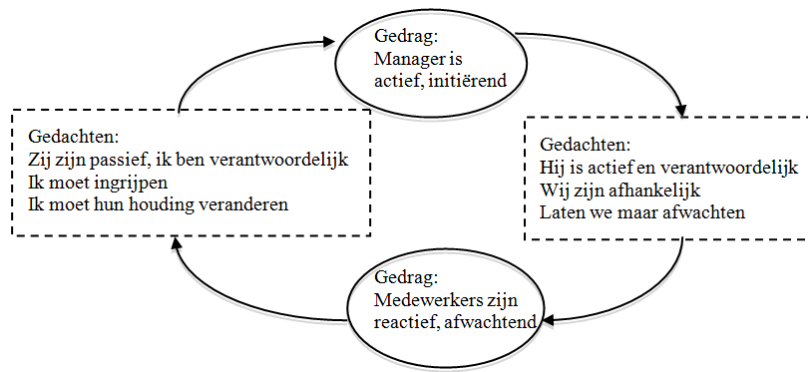 Gedrag:
Manager is
actief, initiërend
Gedachten:
Zij zijn passief, ik ben verantwoordelijk
Ik moet ingrijpen
Ik moet hun houding veranderen
Gedachten:
Hij is actief en verantwoordelijk
Wij zijn afhankelijk
Laten we maar afwachten
Gedrag:
Medewerkers zijn
reactief, afwachtend